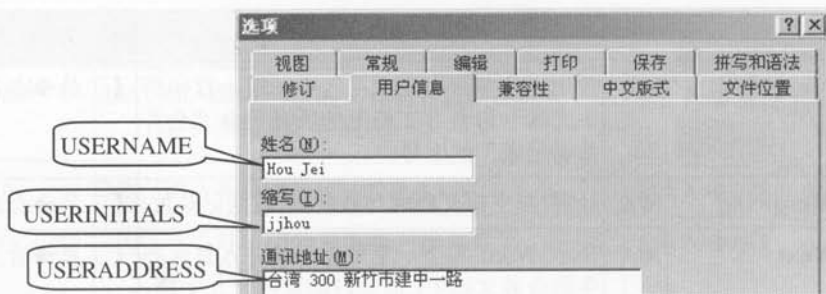 选项
视图 常规 编辑 打印 保存 拼写和语法
修订 用户信息 兼容性 中文版式 文件位置
姓名(N):
USERNAME
Hou Jei
缩写(I):
USERINITIALS
jjhou
通讯地址(M):
USERADDRESS
台湾 300 新竹市建中一路